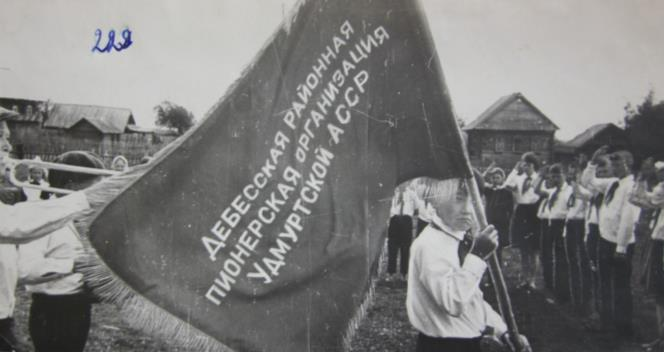 228
ДЕБЕССКАЯ РАЙОННАЯ
ПИОНЕРСКАЯ ОРГАНИЗАЦИЯ
УДМУРТСКОЙ АССР